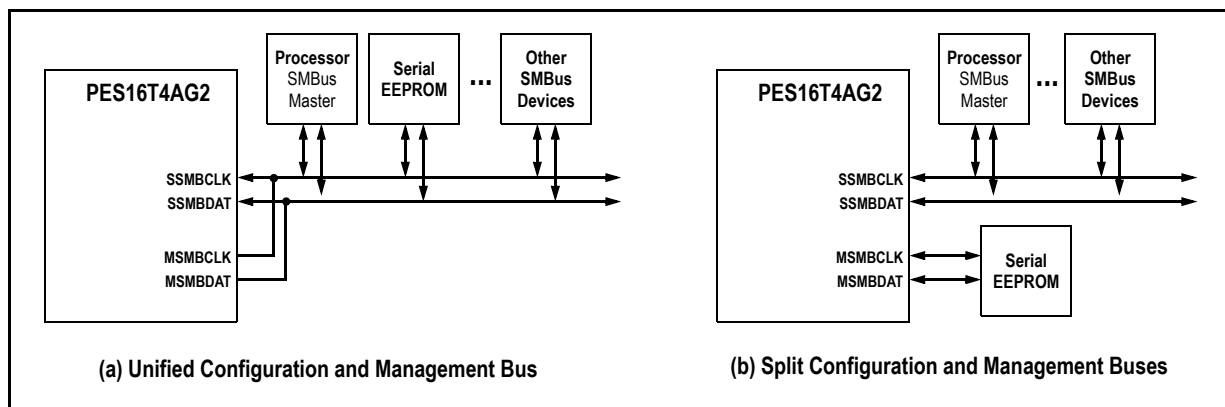 PES16T4AG2
Processor
SMBus
Master
Serial
EEPROM
...
Other
SMBus
Devices
SSMBCLK
SSMBDAT
MSMBCLK
MSMBDAT
(a) Unified Configuration and Management Bus
PES16T4AG2
Processor
SMBus
Master
...
Other
SMBus
Devices
SSMBCLK
SSMBDAT
MSMBCLK
MSMBDAT
Serial
EEPROM
(b) Split Configuration and Management Buses